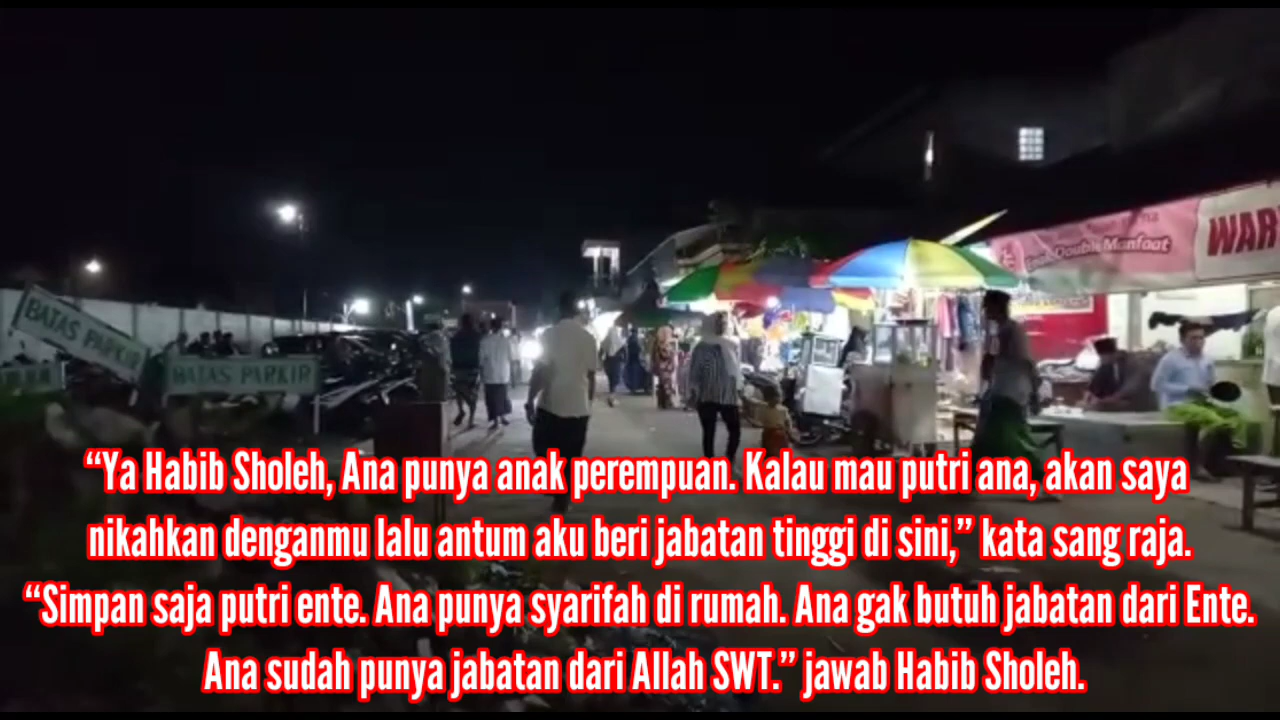 BATAS PARKIR
BATAS PARKIR
Double Manfaat
WAR
“Ya Habib Sholeh, Ana punya anak perempuan. Kalau mau putri ana, akan saya
nikahkan denganmu lalu antum aku beri jabatan tinggi di sini,” kata sang raja.
“Simpan saja putri ente. Ana punya syarifah di rumah. Ana gak butuh jabatan dari Ente.
Ana sudah punya jabatan dari Allah SWT.” jawab Habib Sholeh.